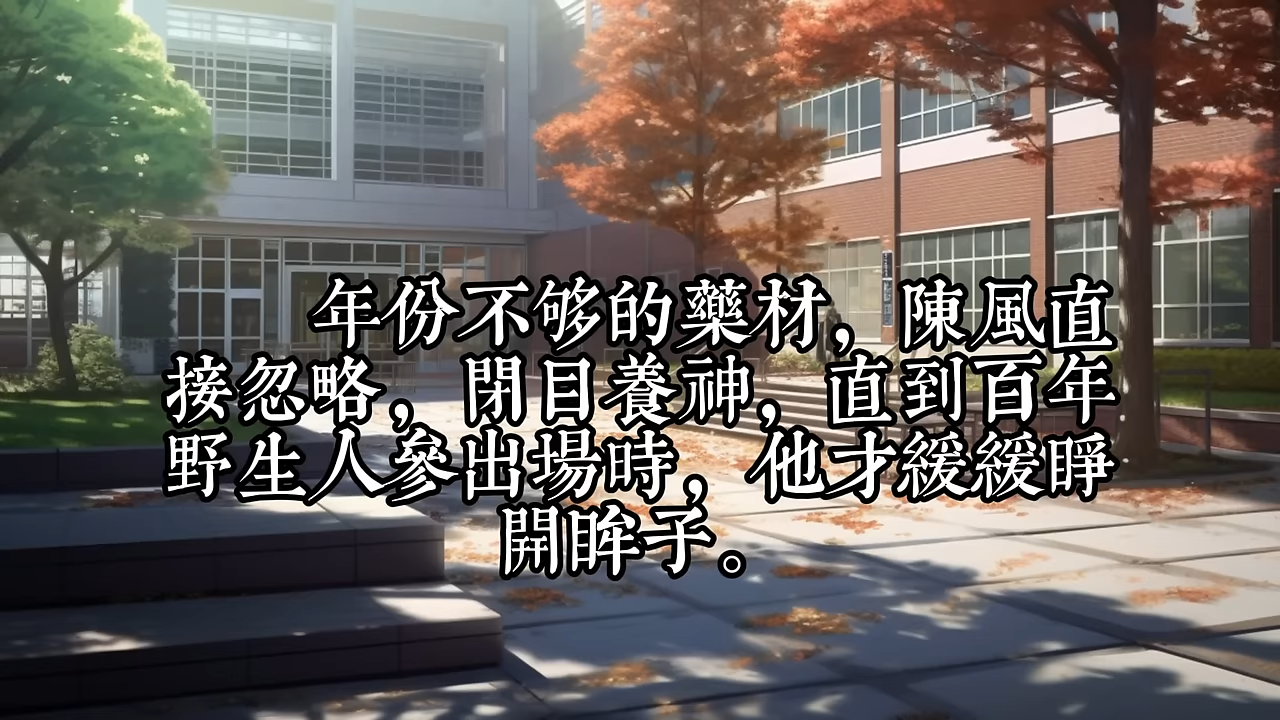 年份不够的藥材，陳風直
接忽略，閉目養神，直到百年
野生人參出場時，他才緩緩睜
開眸子。